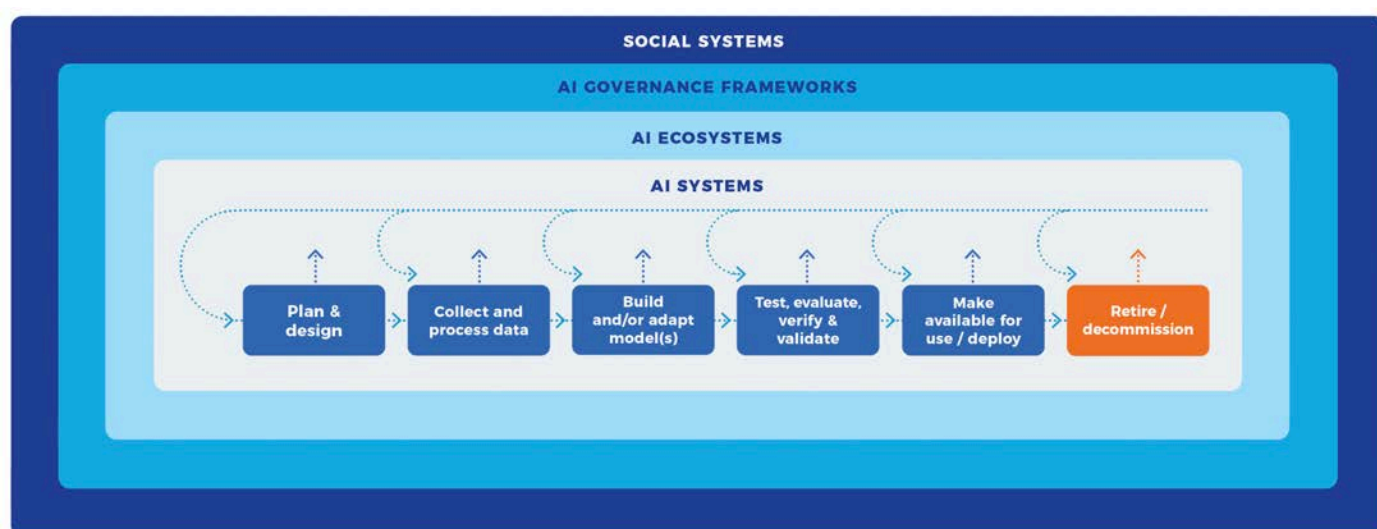 SOCIAL SYSTEMS
AI GOVERNANCE FRAMEWORKS
AI ECOSYSTEMS
AI SYSTEMS
Plan &
design
Collect and
process data
Build
and/or adapt
model(s)
Test, evaluate,
verify &
validate
Make
available for
use / deploy
Retire /
decommission